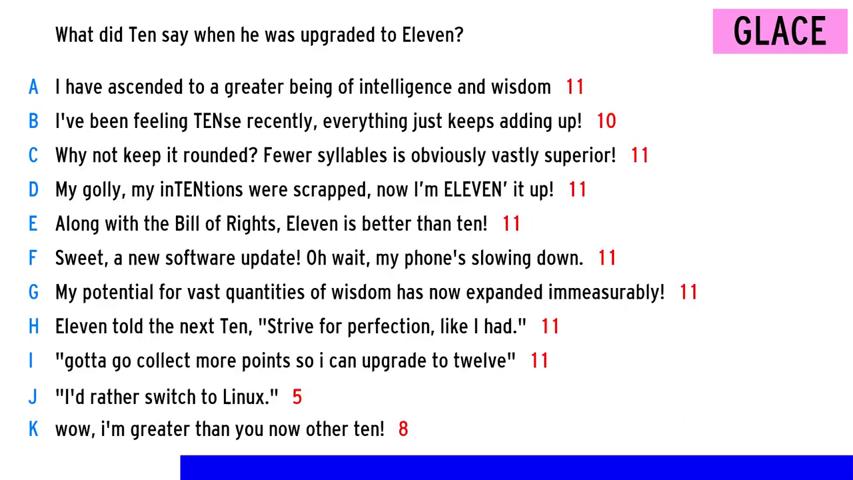 What did Ten say when he was upgraded to Eleven?
GLACE
A I have ascended to a greater being of intelligence and wisdom 11
B I've been feeling TENse recently, everything just keeps adding up! 10
C Why not keep it rounded? Fewer syllables is obviously vastly superior! 11
D My golly, my inTENtions were scrapped, now I’m ELEVEN’ it up! 11
E Along with the Bill of Rights, Eleven is better than ten! 11
F Sweet, a new software update! Oh wait, my phone's slowing down. 11
G My potential for vast quantities of wisdom has now expanded immeasurably! 11
H Eleven told the next Ten, "Strive for perfection, like I had." 11
I "gotta go collect more points so i can upgrade to twelve" 11
J "I'd rather switch to Linux." 5
K wow, i'm greater than you now other ten! 8